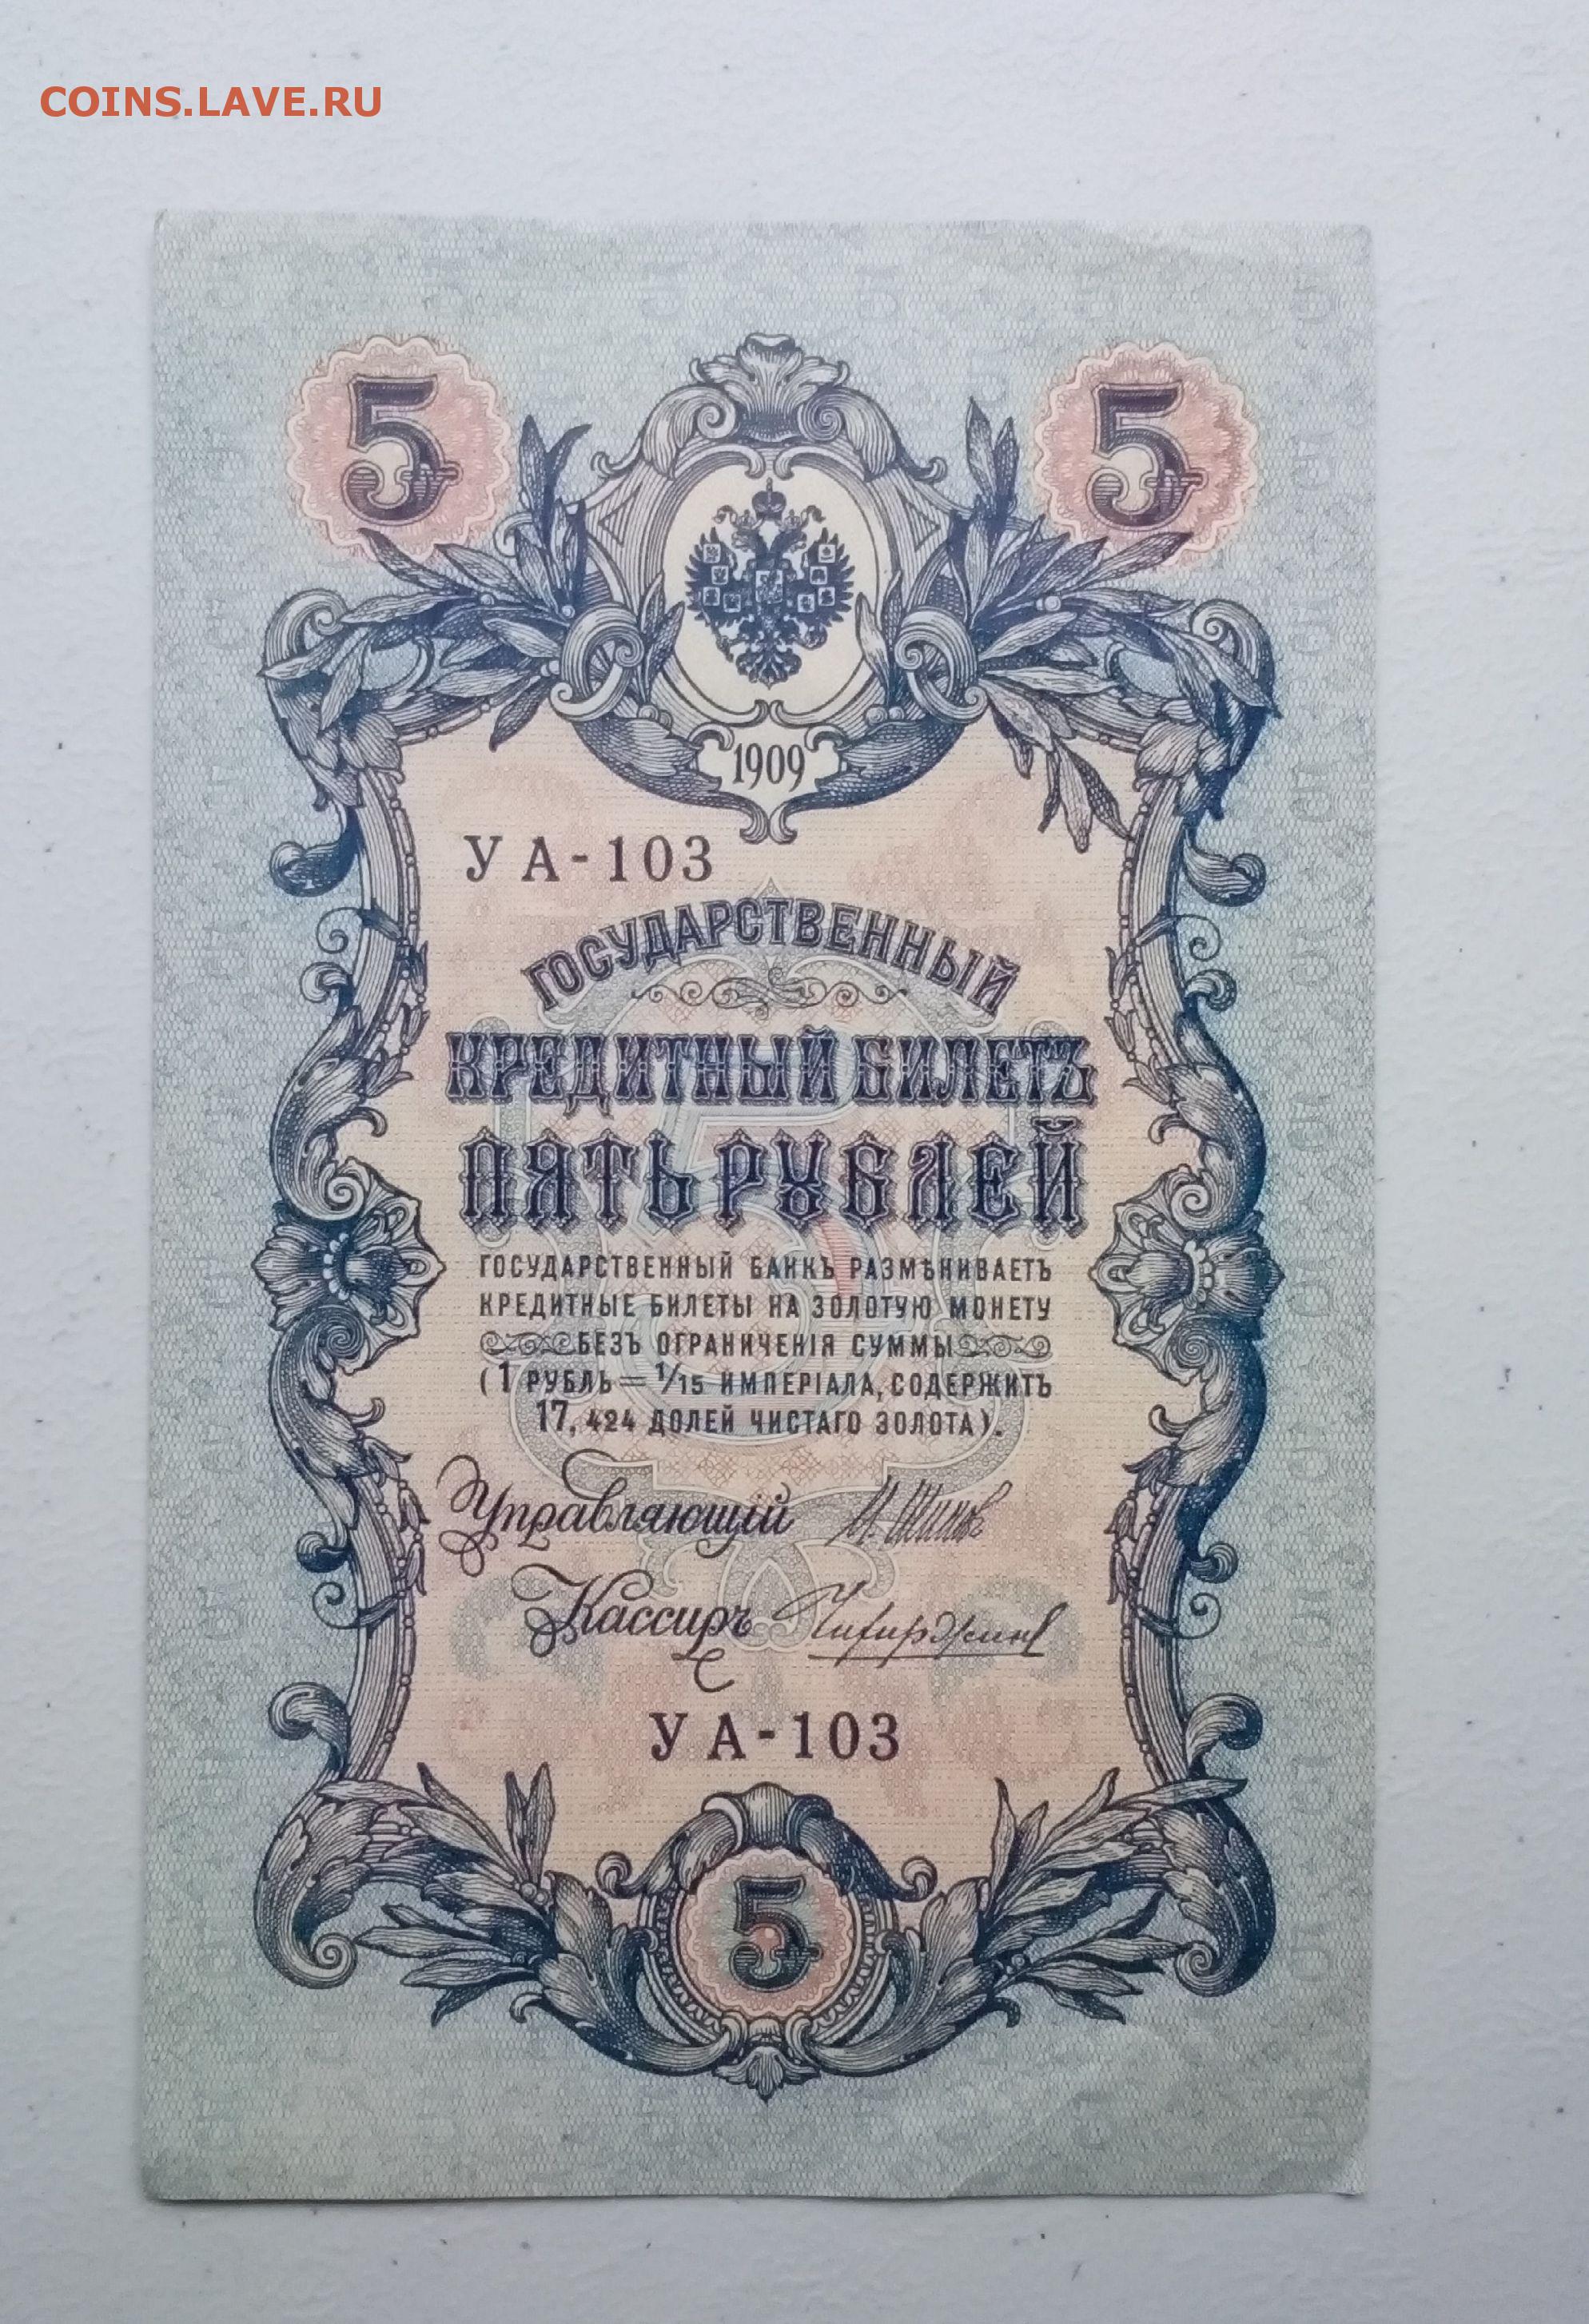 COINS.LAVE.RU
5 5
1909
УА-103
ГОСУДАРСТВЕННЫЙ
КРЕДИТНЫЙ БИЛЕТЪ
ПЯТЬ РУБЛЕЙ
ГОСУДАРСТВЕННЫЙ БАНКЪ РАЗМѢНИВАЕТЪ
КРЕДИТНЫЕ БИЛЕТЫ НА ЗОЛОТУЮ МОНЕТУ
БЕЗЪ ОГРАНИЧЕНІЯ СУММЫ
(1 РУБЛЬ = 1/15 ИМПЕРІАЛА, СОДЕРЖИТЪ
17,424 ДОЛЕЙ ЧИСТАГО ЗОЛОТА).
Управляющій И. Шипов
Кассиръ
УА-103
5